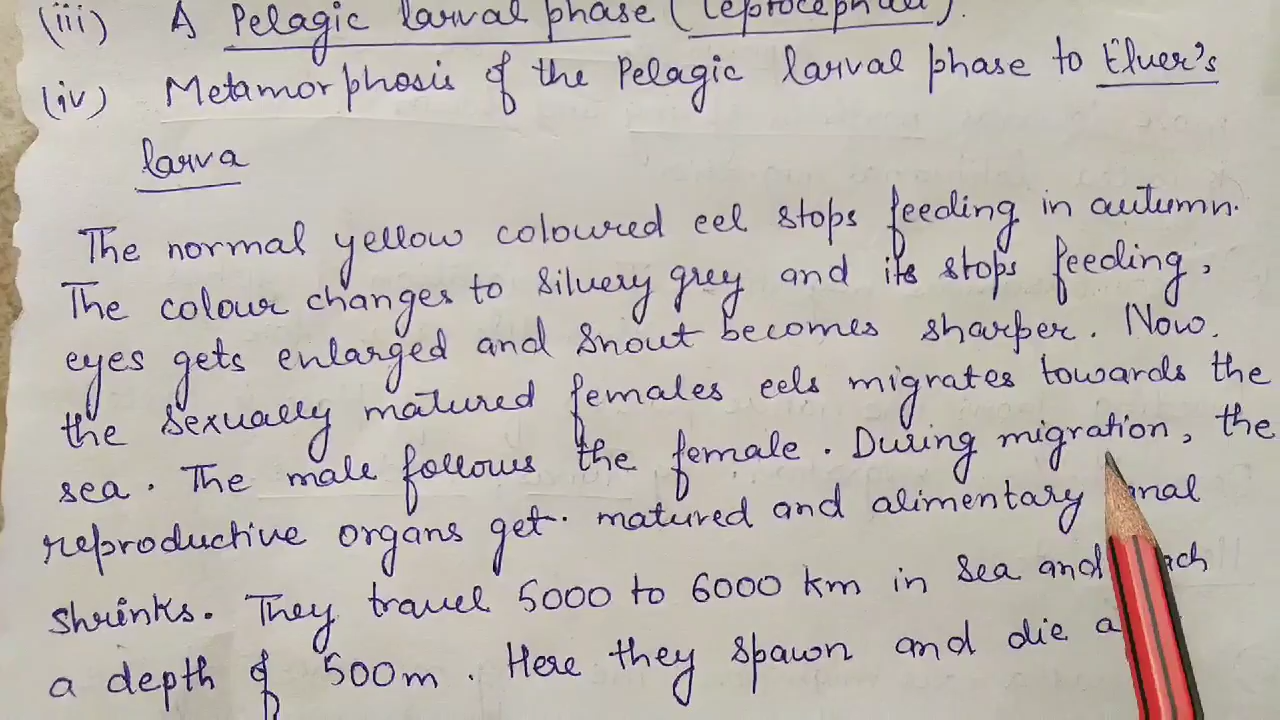 (iii) A Pelagic larval phase (leptocephali).
(iv) Metamorphosis of the Pelagic larval phase to Eluer's
larva
The normal yellow coloured eel stops feeding in autumn.
The colour changes to silvery grey and its stops feeding,
eyes gets enlarged and snout becomes sharper. Now.
the sexually matured females eels migrates towards the
sea. The male follows the female. During migration, the
reproductive organs get. matured and alimentary
shrinks. They travel 5000 to 6000 km in sea and
a depth of 500m. Here they spawn and die